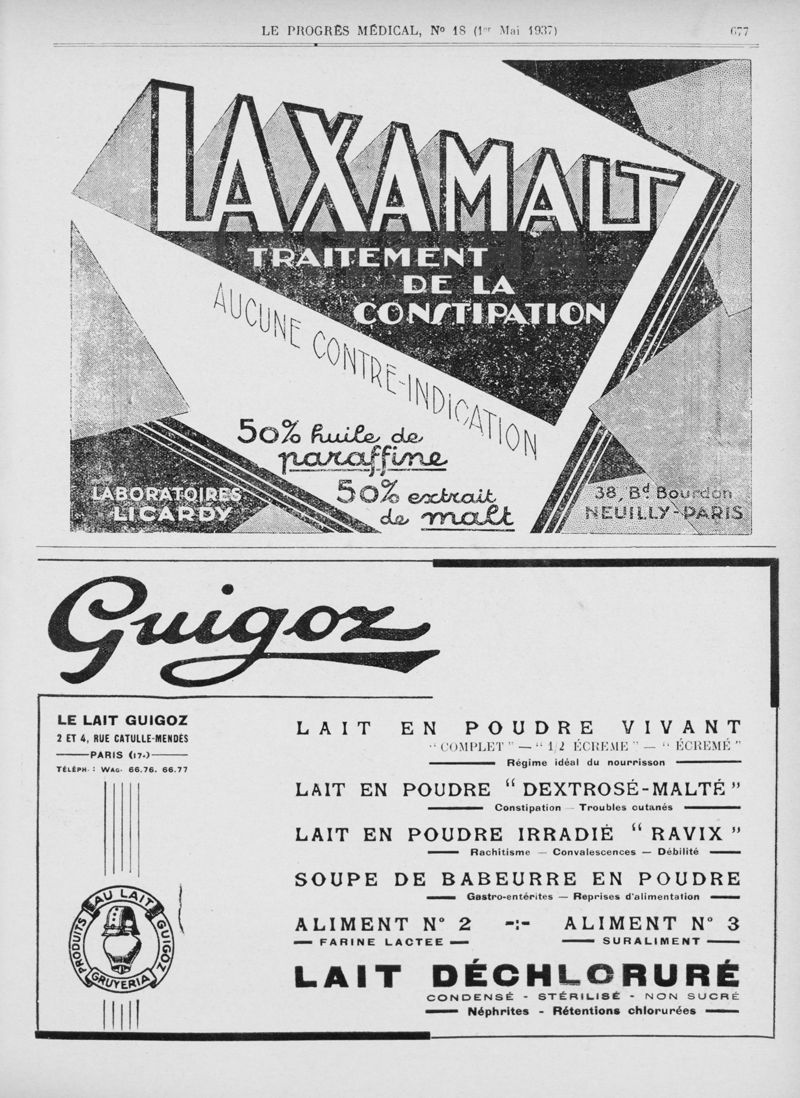 LE PROGRÈS MÉDICAL, Nº 18 (1er Mai 1937)
677
LAXAMALT
TRAITEMENT
DE LA
CONSTIPATION
AUCUNE CONTRE-INDICATION
50% huile de
paraffine
50% extrait
de malt
LABORATOIRES
LICARDY
38, Bd Bourdon
NEUILLY-PARIS
Guigoz
LE LAIT GUIGOZ
2 ET 4, RUE CATULLE-MENDÈS
PARIS (17e)
TÉLÉPH. : WAG. 66.76. 66.77
PRODUITS AU LAIT GUIGOZ
GRUYERIA
LAIT EN POUDRE VIVANT
“ COMPLET ” — “ 1/2 ÉCREME ” — “ ÉCREMÉ ”
Régime idéal du nourrisson
LAIT EN POUDRE “ DEXTROSÉ-MALTÉ ”
Constipation — Troubles cutanés
LAIT EN POUDRE IRRADIÉ “ RAVIX ”
Rachitisme — Convalescences — Débilité
SOUPE DE BABEURRE EN POUDRE
Gastro-entérites — Reprises d'alimentation
ALIMENT N° 2 -:- ALIMENT N° 3
FARINE LACTEE — SURALIMENT
LAIT DÉCHLORURÉ
CONDENSÉ - STÉRILISÉ - NON SUCRÉ
Néphrites - Rétentions chlorurées